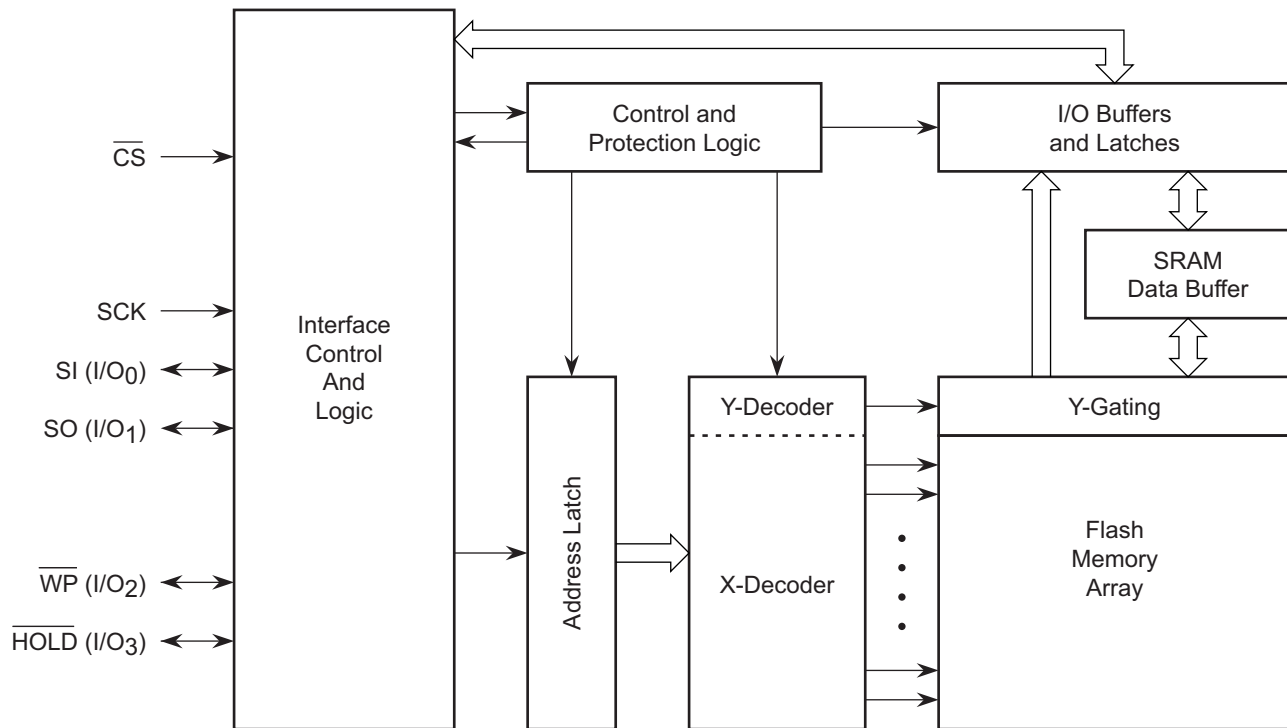 CS
SCK
SI (I/O0)
SO (I/O1)
WP (I/O2)
HOLD (I/O3)
Interface
Control
And
Logic
Control and
Protection Logic
I/O Buffers
and Latches
SRAM
Data Buffer
Address Latch
Y-Decoder
X-Decoder
Y-Gating
Flash
Memory
Array